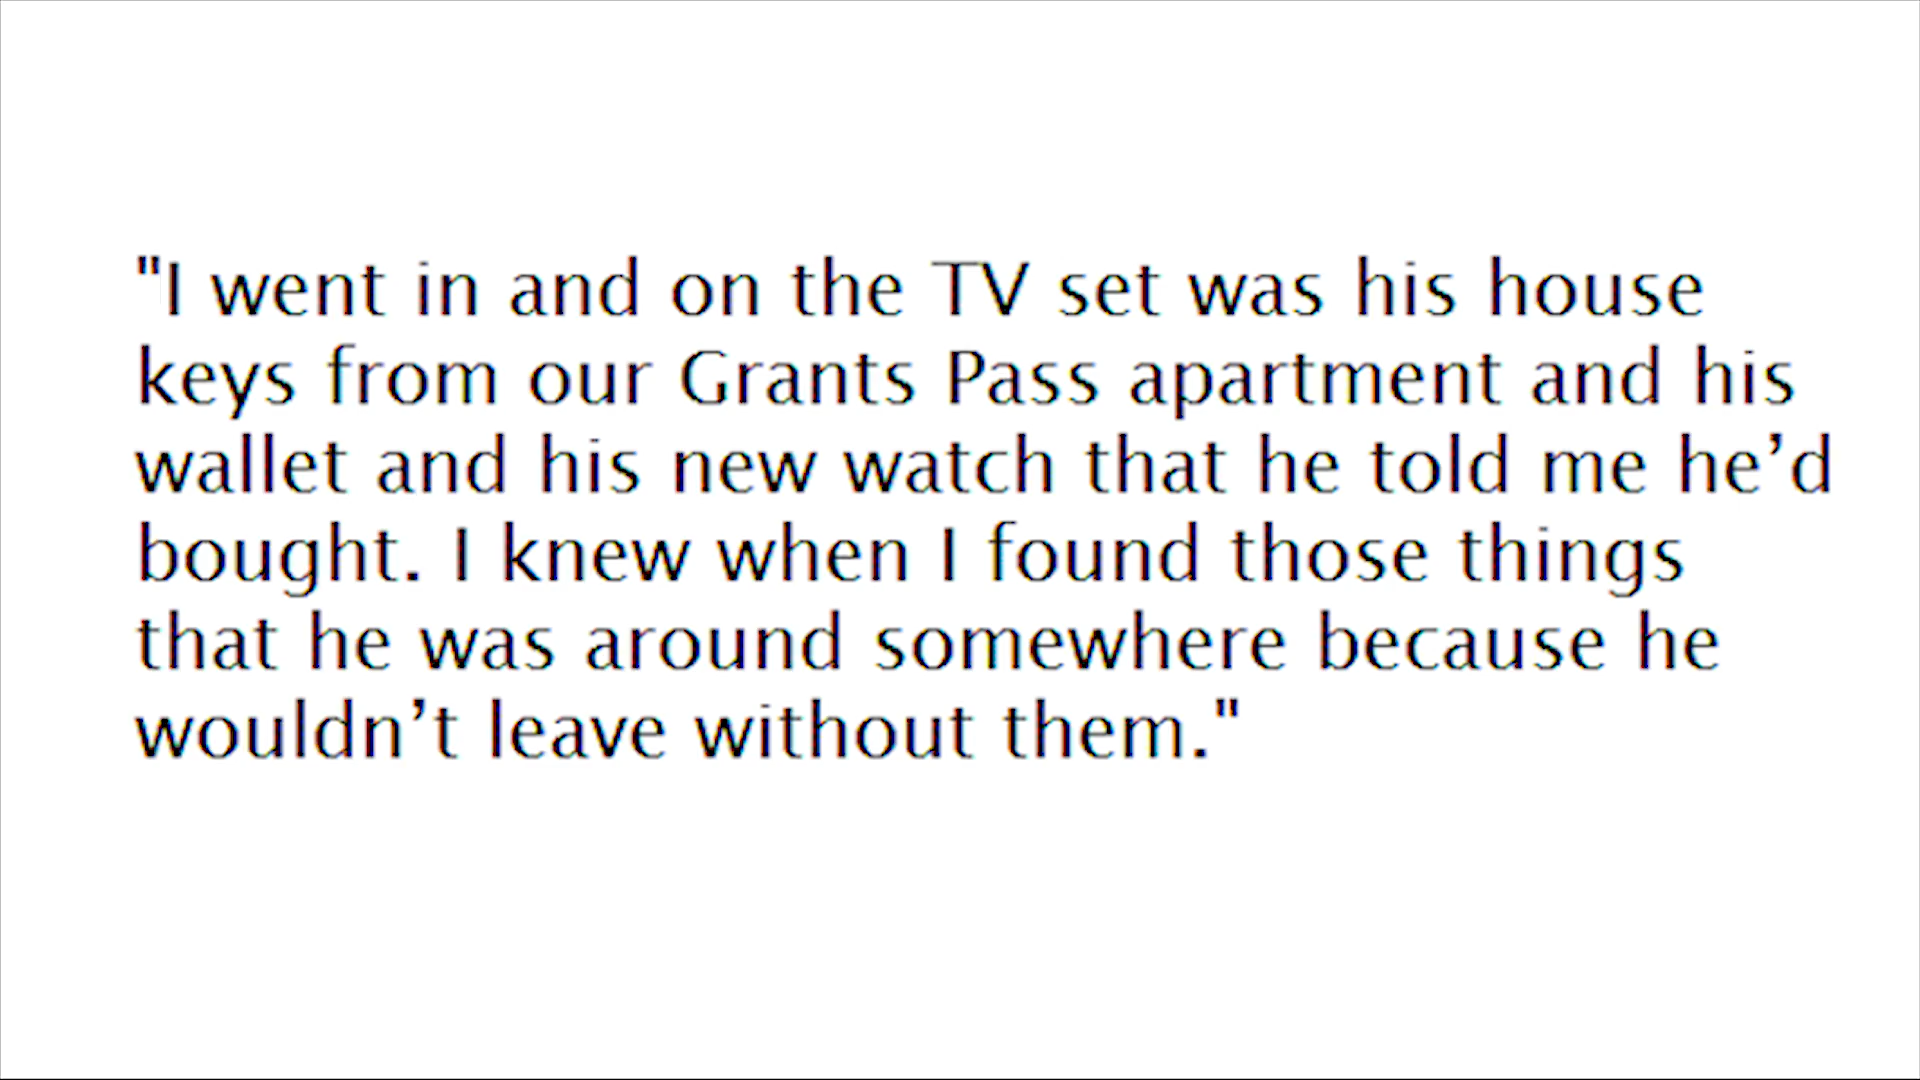 "I went in and on the TV set was his house
keys from our Grants Pass apartment and his
wallet and his new watch that he told me he’d
bought. I knew when I found those things
that he was around somewhere because he
wouldn’t leave without them."